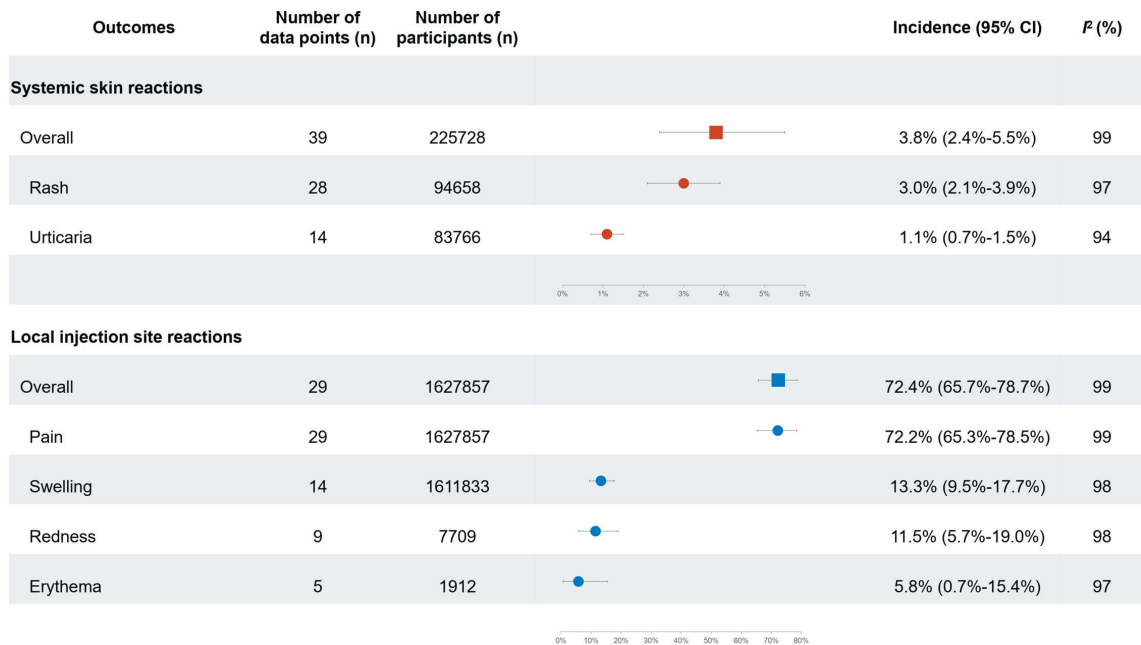 Outcomes Number of data points (n) Number of participants (n) Incidence (95% CI) I² (%)
Systemic skin reactions
Overall 39 225728 3.8% (2.4%-5.5%) 99
Rash 28 94658 3.0% (2.1%-3.9%) 97
Urticaria 14 83766 1.1% (0.7%-1.5%) 94
0% 1% 2% 3% 4% 5% 6%
Local injection site reactions
Overall 29 1627857 72.4% (65.7%-78.7%) 99
Pain 29 1627857 72.2% (65.3%-78.5%) 99
Swelling 14 1611833 13.3% (9.5%-17.7%) 98
Redness 9 7709 11.5% (5.7%-19.0%) 98
Erythema 5 1912 5.8% (0.7%-15.4%) 97
0% 10% 20% 30% 40% 50% 60% 70% 80%